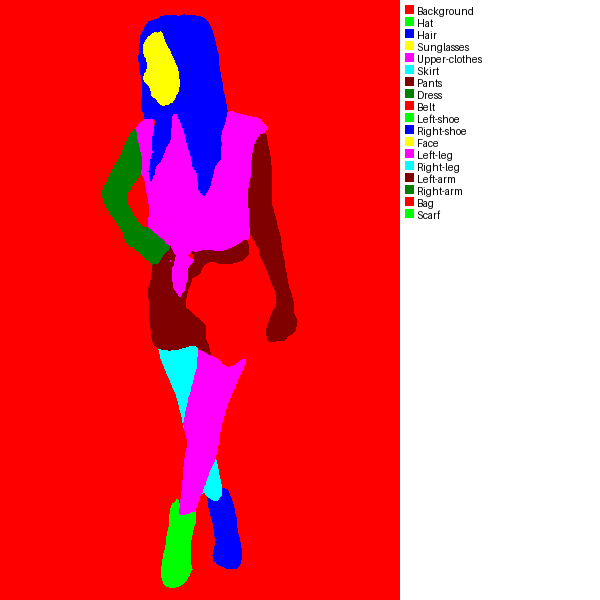 Background
Hat
Hair
Sunglasses
Upper-clothes
Skirt
Pants
Dress
Belt
Left-shoe
Right-shoe
Face
Left-leg
Right-leg
Left-arm
Right-arm
Bag
Scarf